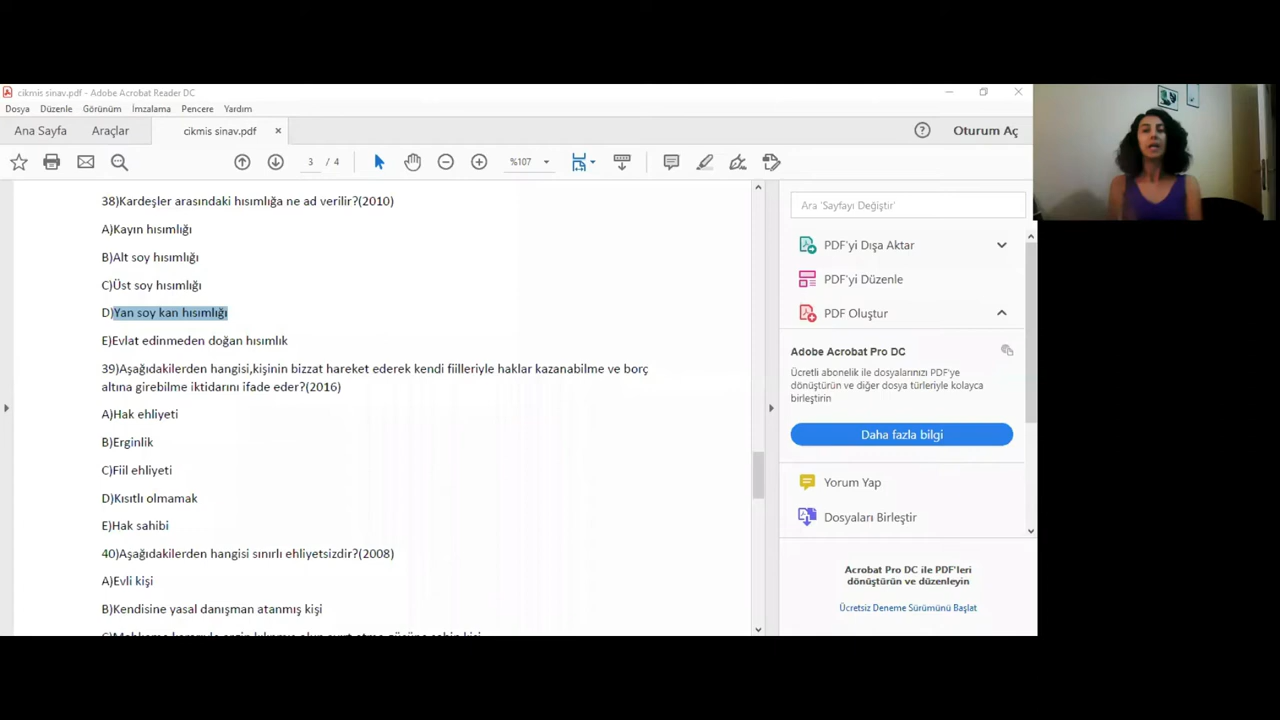 cikmis sinav.pdf - Adobe Acrobat Reader DC
Dosya Düzenle Görünüm İmzalama Pencere Yardım
Ana Sayfa Araçlar cikmis sinav.pdf × Oturum Aç
3 / 4 %107
38)Kardeşler arasındaki hısımlığa ne ad verilir?(2010)
A)Kayın hısımlığı
B)Alt soy hısımlığı
C)Üst soy hısımlığı
D)Yan soy kan hısımlığı
E)Evlat edinmeden doğan hısımlık
39)Aşağıdakilerden hangisi,kişinin bizzat hareket ederek kendi fiilleriyle haklar kazanabilme ve borç
altına girebilme iktidarını ifade eder?(2016)
A)Hak ehliyeti
B)Erginlik
C)Fiil ehliyeti
D)Kısıtlı olmamak
E)Hak sahibi
40)Aşağıdakilerden hangisi sınırlı ehliyetsizdir?(2008)
A)Evli kişi
B)Kendisine yasal danışman atanmış kişi
Ara 'Sayfayı Değiştir'
PDF'yi Dışa Aktar
PDF'yi Düzenle
PDF Oluştur
Adobe Acrobat Pro DC
Ücretli abonelik ile dosyalarınızı PDF'ye
dönüştürün ve diğer dosya türleriyle kolayca
birleştirin
Daha fazla bilgi
Yorum Yap
Dosyaları Birleştir
Acrobat Pro DC ile PDF'leri
dönüştürün ve düzenleyin
Ücretsiz Deneme Sürümünü Başlat